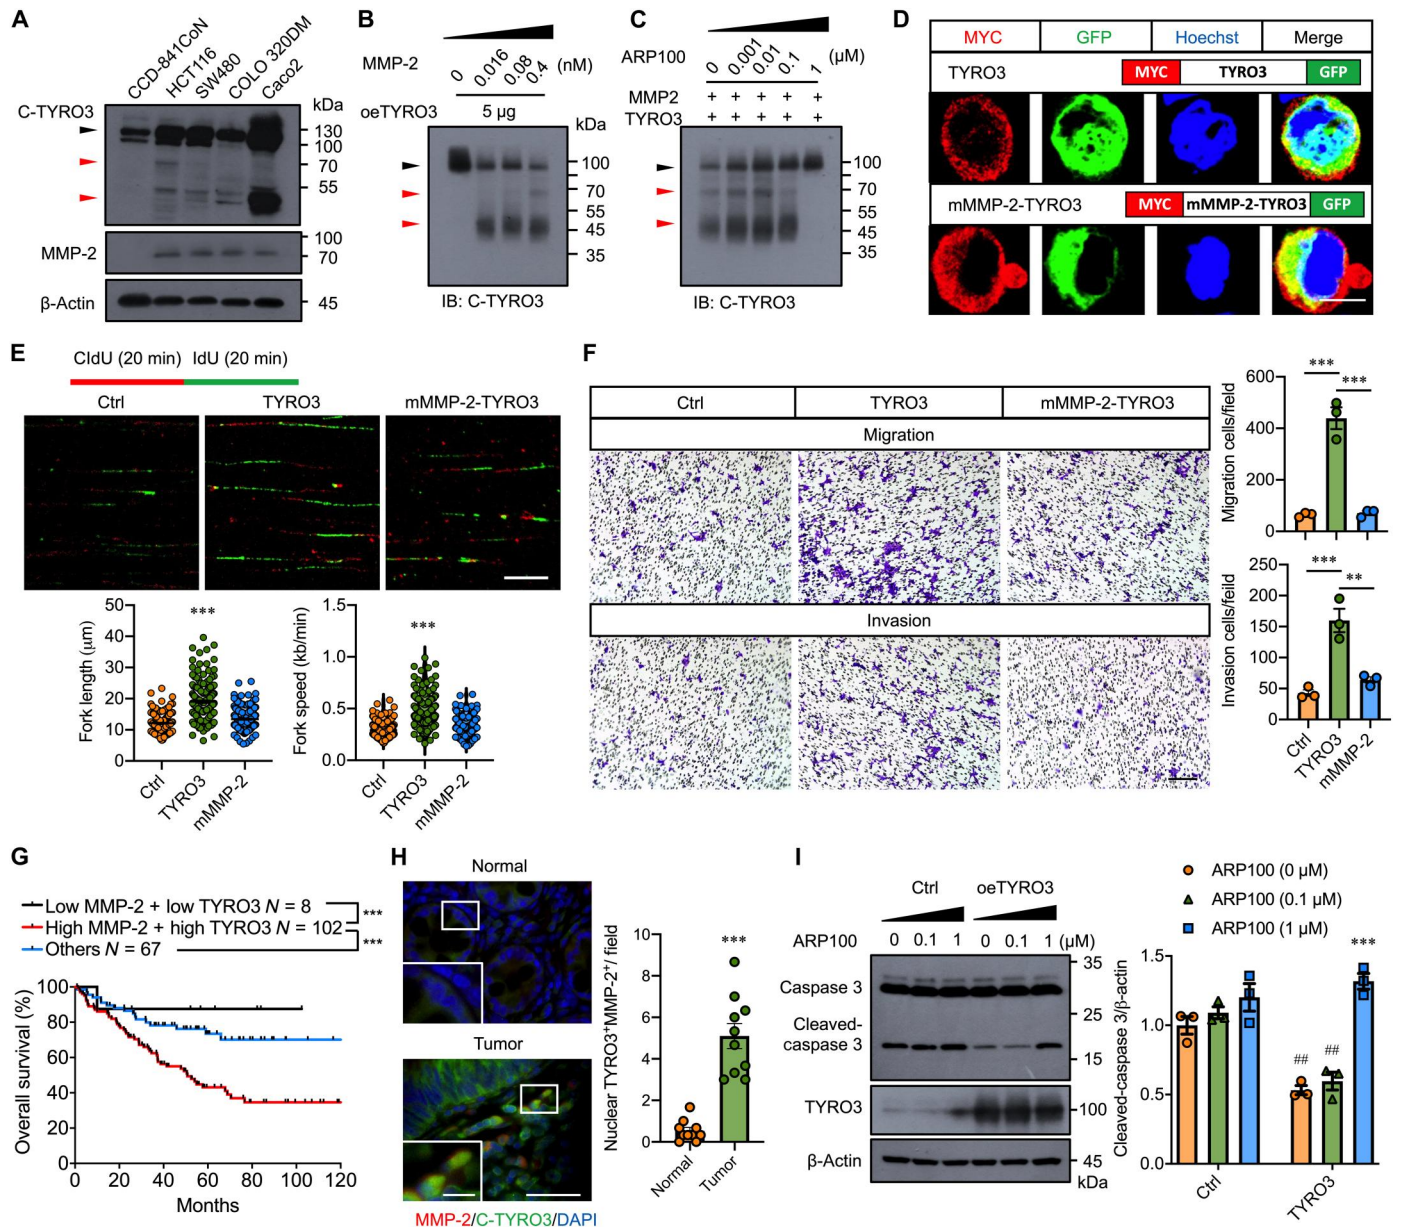 A
CCD-841CoN
HCT116
SW480
COLO 320DM
Caco2
C-TYRO3
kDa
130
100
70
55
MMP-2
100
70
β-Actin
45
B
MMP-2
0
0.016
0.08
0.4
(nM)
oeTYRO3
5 µg
kDa
100
70
55
45
35
IB: C-TYRO3
C
ARP100
0
0.001
0.01
0.1
1
(µM)
MMP2 + + + + +
TYRO3 + + + + +
100
70
55
45
35
IB: C-TYRO3
D
MYC GFP Hoechst Merge
TYRO3 MYC TYRO3 GFP
mMMP-2-TYRO3 MYC mMMP-2-TYRO3 GFP
E
CldU (20 min) IdU (20 min)
Ctrl TYRO3 mMMP-2-TYRO3
Fork length (µm)
50
40
30
20
10
0
***
Ctrl
TYRO3
mMMP-2
Fork speed (kb/min)
1.5
1.0
0.5
0.0
***
Ctrl
TYRO3
mMMP-2
F
Ctrl TYRO3 mMMP-2-TYRO3
Migration
Invasion
Migration cells/field
600
400
200
0
***
***
Invasion cells/feild
250
200
150
100
50
0
***
**
Ctrl
TYRO3
mMMP-2
G
Low MMP-2 + low TYRO3 N = 8
High MMP-2 + high TYRO3 N = 102
Others N = 67
***
***
Overall survival (%)
100
80
60
40
20
0
0 20 40 60 80 100 120
Months
H
Normal
Tumor
MMP-2/C-TYRO3/DAPI
Nuclear TYRO3+MMP-2+/ field
10
8
6
4
2
0
***
Normal
Tumor
I
Ctrl oeTYRO3
ARP100 0 0.1 1 0 0.1 1 (µM)
Caspase 3
Cleaved-
caspase 3
TYRO3
β-Actin
35
25
15
100
45
kDa
ARP100 (0 µM)
ARP100 (0.1 µM)
ARP100 (1 µM)
Cleaved-caspase 3/β-actin
1.5
1.0
0.5
0.0
##
##
***
Ctrl
TYRO3